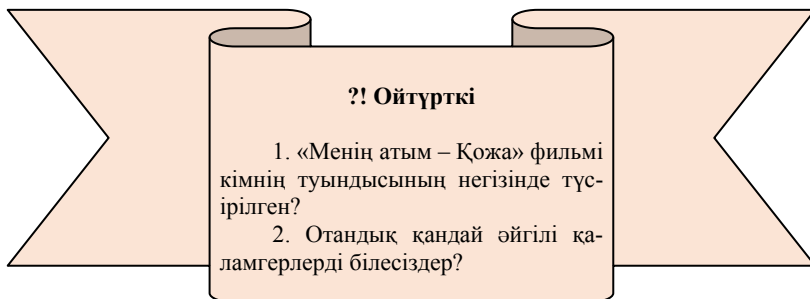 ?! Ойтүрткі
1. «Менің атым – Қожа» фильмі
кімнің туындысының негізінде түс-
ірілген?
2. Отандық қандай әйгілі қа-
ламгерлерді білесіздер?